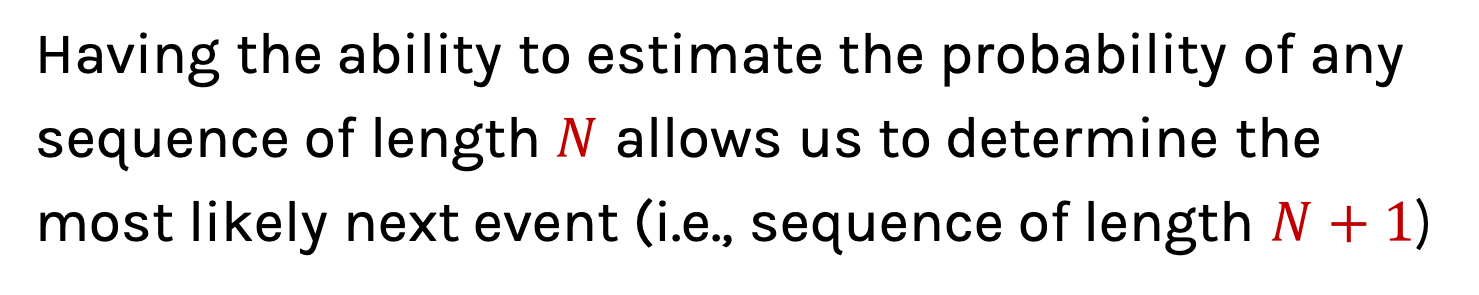 Having the ability to estimate the probability of any
sequence of length N allows us to determine the
most likely next event (i.e., sequence of length N + 1)